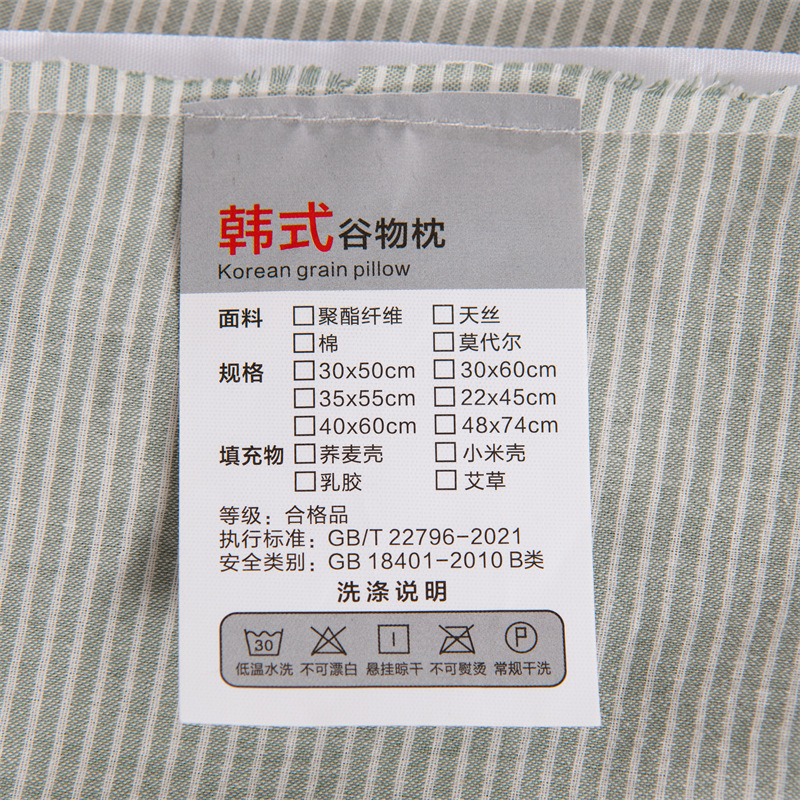 韩式谷物枕
Korean grain pillow
面料 □聚酯纤维 □天丝
□棉 □莫代尔
规格 □30x50cm □30x60cm
□35x55cm □22x45cm
□40x60cm □48x74cm
填充物 □荞麦壳 □小米壳
□乳胶 □艾草
等级：合格品
执行标准：GB/T 22796-2021
安全类别：GB 18401-2010 B类
洗涤说明
30 P
低温水洗 不可漂白 悬挂晾干 不可熨烫 常规干洗